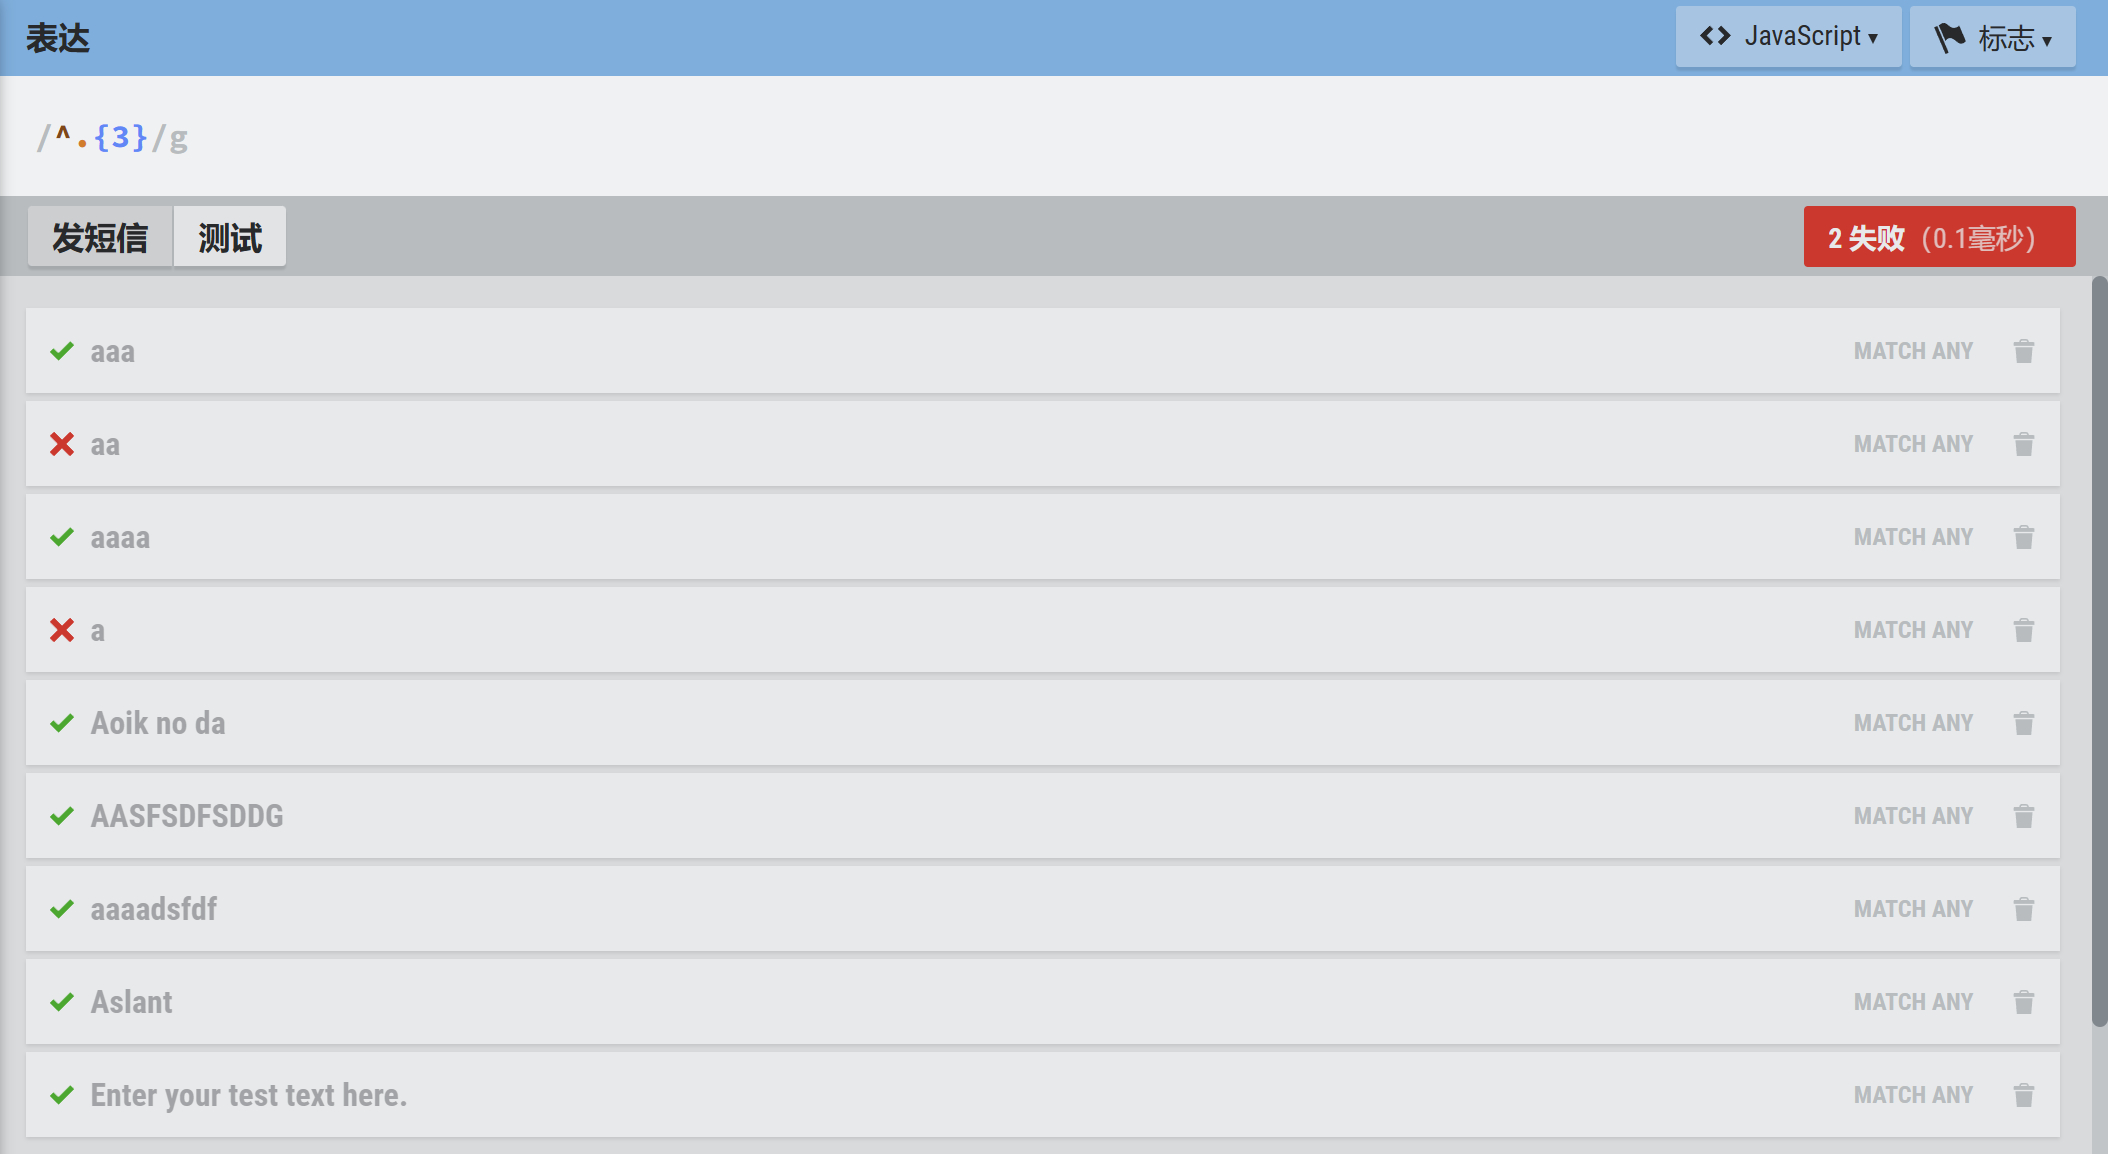 表达
<> JavaScript ▾
标志 ▾
/^.{3}/g
发短信
测试
2 失败（0.1毫秒）
aaa MATCH ANY
aa MATCH ANY
aaaa MATCH ANY
a MATCH ANY
Aoik no da MATCH ANY
AASFSDFSDDG MATCH ANY
aaaadsfdf MATCH ANY
Aslant MATCH ANY
Enter your test text here. MATCH ANY